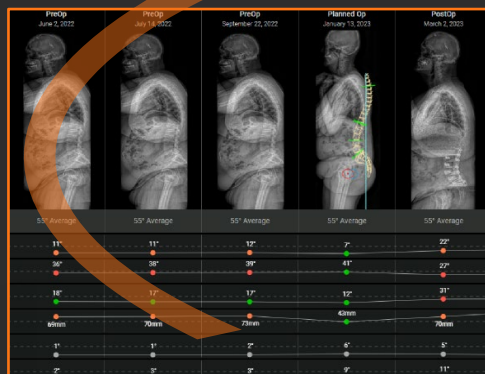 PreOp PreOp PreOp Planned Op PostOp
June 2, 2022 July 14, 2022 September 22, 2022 January 13, 2023 March 2, 2023
55° Average 55° Average 55° Average 55° Average 55° Average
11° 11° 12° 7° 22°
36° 38° 39° 41° 27°
18° 17° 17° 12° 31°
69mm 70mm 73mm 43mm 70mm
1° 1° 2° 6° 5°
2° 3° 3° 9° 11°